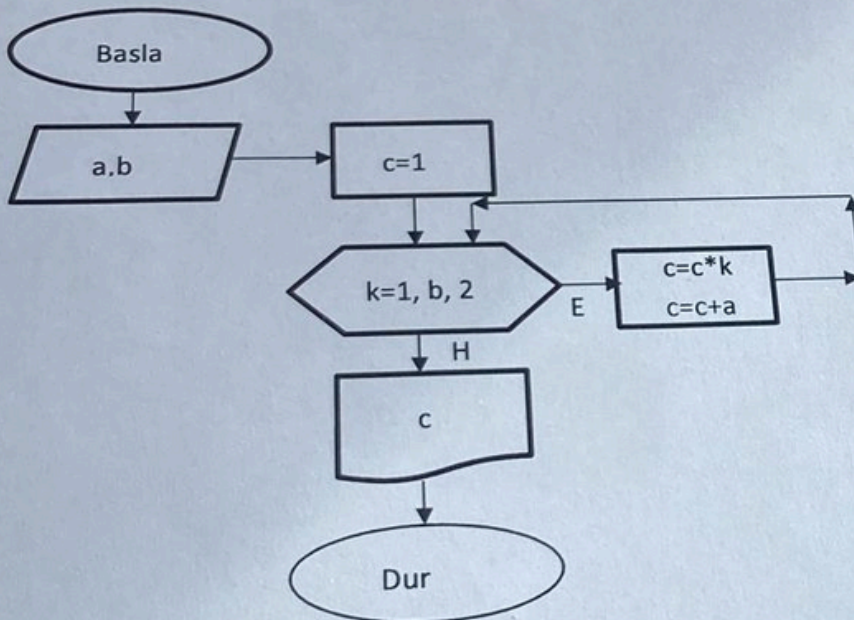 Basla
a,b
c=1
k=1, b, 2
E
c=c*k
c=c+a
H
c
Dur